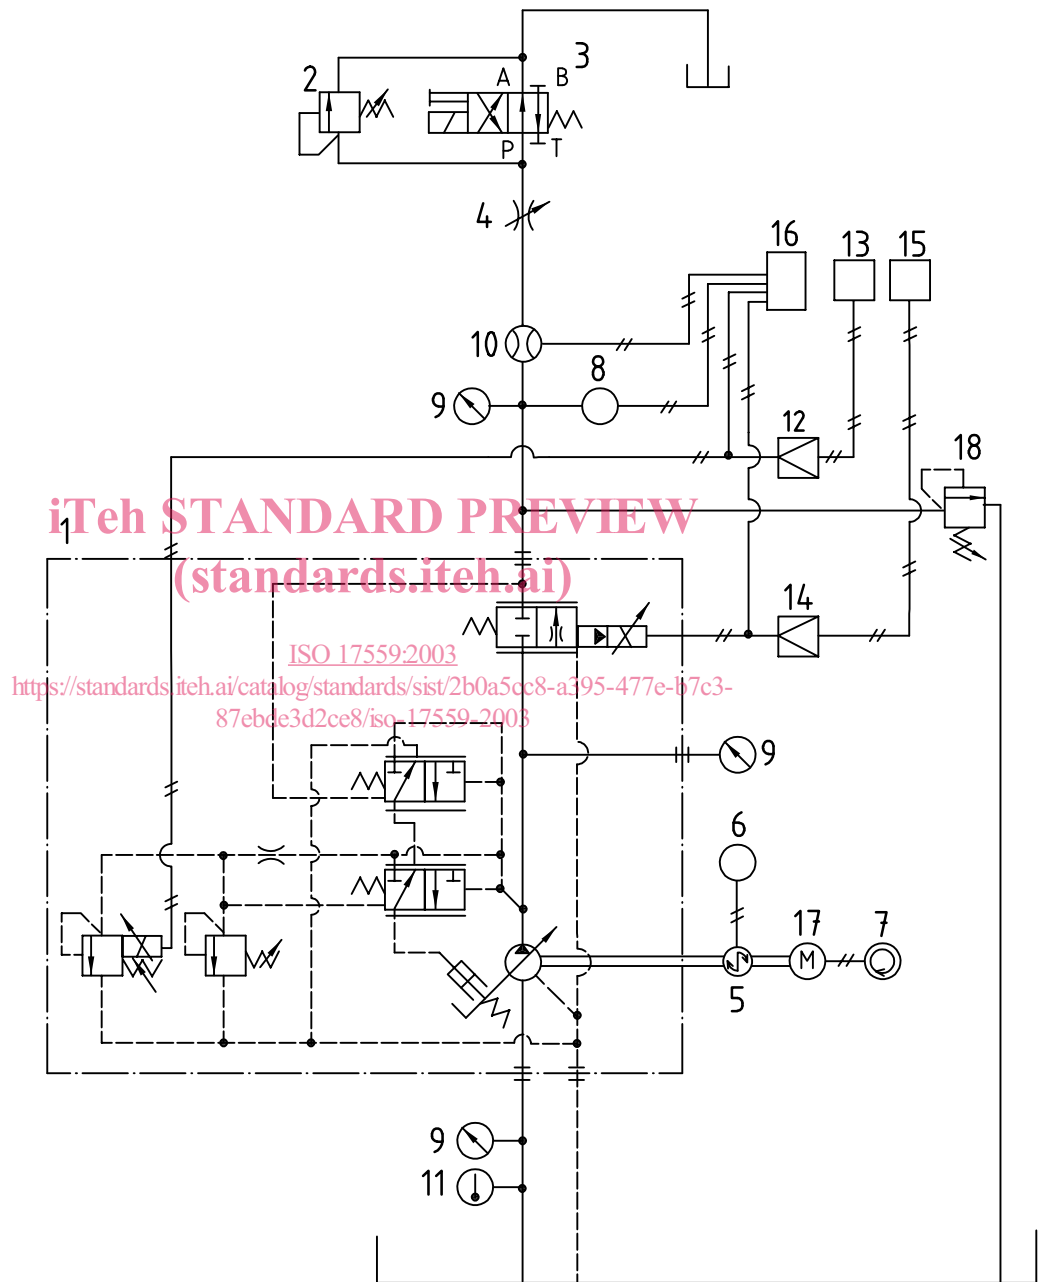 3
2
A
B
P
T
4
16
13
15
10
8
9
12
18
iTeh STANDARD PREVIEW
1
(standards.iteh.ai)
14
ISO 17559:2003
https://standards.iteh.ai/catalog/standards/sist/2b0a5cc8-a395-477e-b7c3-
87ebde3d2ce8/iso-17559-2003
9
6
17
7
M
5
9
11